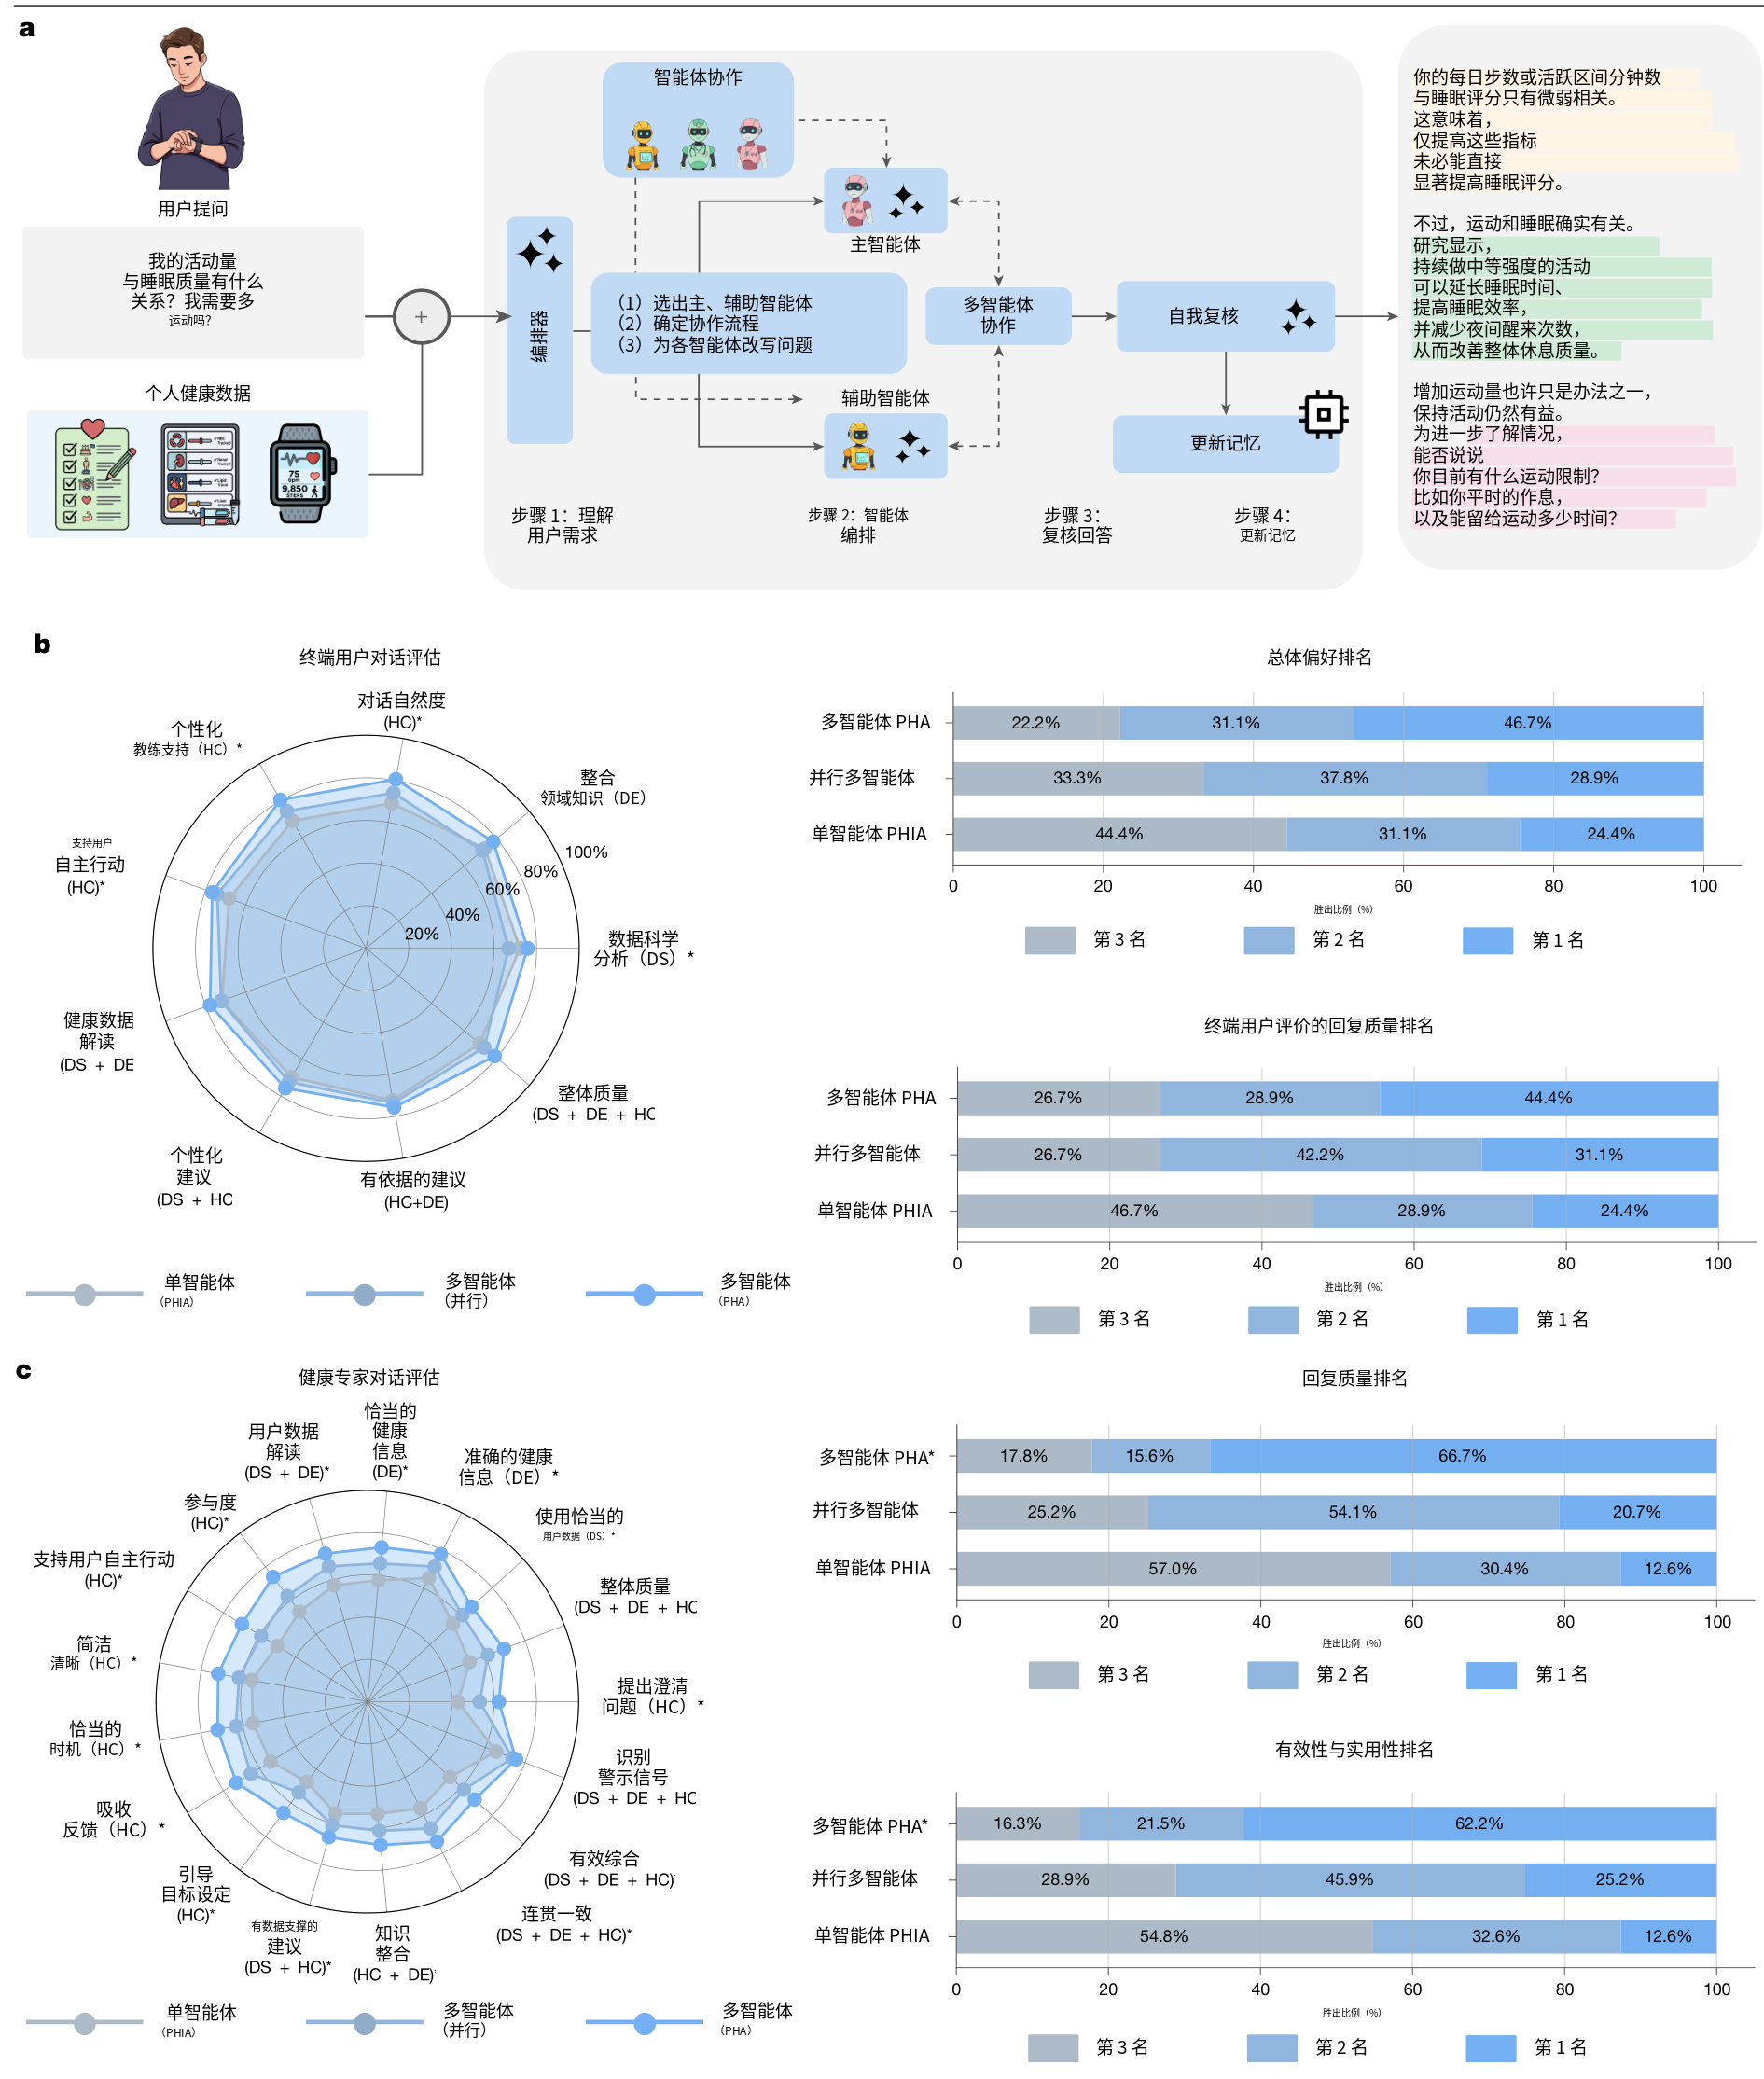 a
用户提问
我的活动量
与睡眠质量有什么
关系？我需要多
运动吗？
个人健康数据
75
bpm
9,850
STEPS
智能体协作
编排器
（1）选出主、辅助智能体
（2）确定协作流程
（3）为各智能体改写问题
主智能体
辅助智能体
多智能体
协作
自我复核
更新记忆
步骤 1：理解
用户需求
步骤 2：智能体
编排
步骤 3：
复核回答
步骤 4：
更新记忆
你的每日步数或活跃区间分钟数
与睡眠评分只有微弱相关。
这意味着，
仅提高这些指标
未必能直接
显著提高睡眠评分。
不过，运动和睡眠确实有关。
研究显示，
持续做中等强度的活动
可以延长睡眠时间、
提高睡眠效率，
并减少夜间醒来次数，
从而改善整体休息质量。
增加运动量也许只是办法之一，
保持活动仍然有益。
为进一步了解情况，
能否说说
你目前有什么运动限制？
比如你平时的作息，
以及能留给运动多少时间？
b
终端用户对话评估
对话自然度
(HC)*
整合
领域知识（DE）
数据科学
分析（DS）*
整体质量
(DS + DE + HC
有依据的建议
(HC+DE)
个性化
建议
(DS + HC
健康数据
解读
(DS + DE
支持用户
自主行动
(HC)*
个性化
教练支持（HC）*
20%
40%
60%
80%
100%
单智能体
（PHIA）
多智能体
（并行）
多智能体
（PHA）
总体偏好排名
多智能体 PHA
22.2%
31.1%
46.7%
并行多智能体
33.3%
37.8%
28.9%
单智能体 PHIA
44.4%
31.1%
24.4%
0
20
40
60
80
100
胜出比例（%）
第 3 名
第 2 名
第 1 名
终端用户评价的回复质量排名
多智能体 PHA
26.7%
28.9%
44.4%
并行多智能体
26.7%
42.2%
31.1%
单智能体 PHIA
46.7%
28.9%
24.4%
0
20
40
60
80
100
胜出比例（%）
第 3 名
第 2 名
第 1 名
c
健康专家对话评估
恰当的
健康
信息
(DE)*
准确的健康
信息（DE）*
使用恰当的
用户数据（DS）*
整体质量
(DS + DE + HC
提出澄清
问题（HC）*
识别
警示信号
(DS + DE + HC
有效综合
(DS + DE + HC)
连贯一致
(DS + DE + HC)*
知识
整合
(HC + DE)
有数据支撑的
建议
(DS + HC)*
引导
目标设定
(HC)*
吸收
反馈（HC）*
恰当的
时机（HC）*
简洁
清晰（HC）*
支持用户自主行动
(HC)*
参与度
(HC)*
用户数据
解读
(DS + DE)*
单智能体
（PHIA）
多智能体
（并行）
多智能体
（PHA）
回复质量排名
多智能体 PHA*
17.8%
15.6%
66.7%
并行多智能体
25.2%
54.1%
20.7%
单智能体 PHIA
57.0%
30.4%
12.6%
0
20
40
60
80
100
胜出比例（%）
第 3 名
第 2 名
第 1 名
有效性与实用性排名
多智能体 PHA*
16.3%
21.5%
62.2%
并行多智能体
28.9%
45.9%
25.2%
单智能体 PHIA
54.8%
32.6%
12.6%
0
20
40
60
80
100
胜出比例（%）
第 3 名
第 2 名
第 1 名